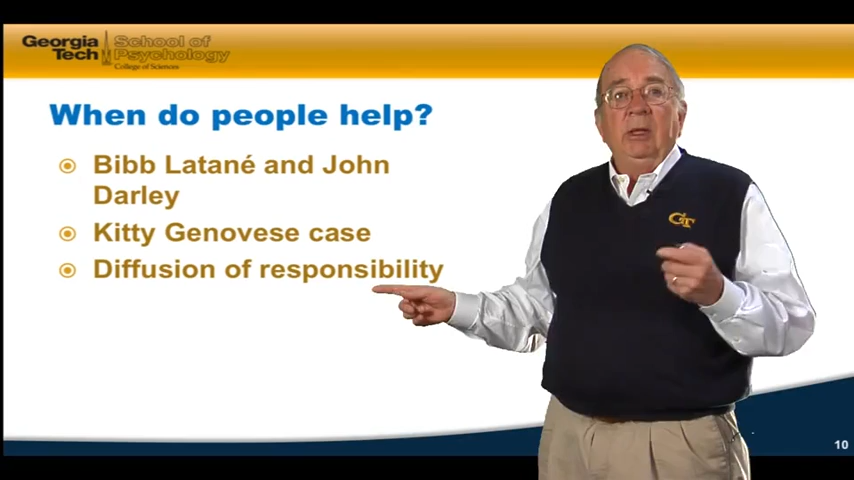 Georgia Tech
School of Psychology
College of Sciences
When do people help?
Bibb Latané and John
Darley
Kitty Genovese case
Diffusion of responsibility
GT
10